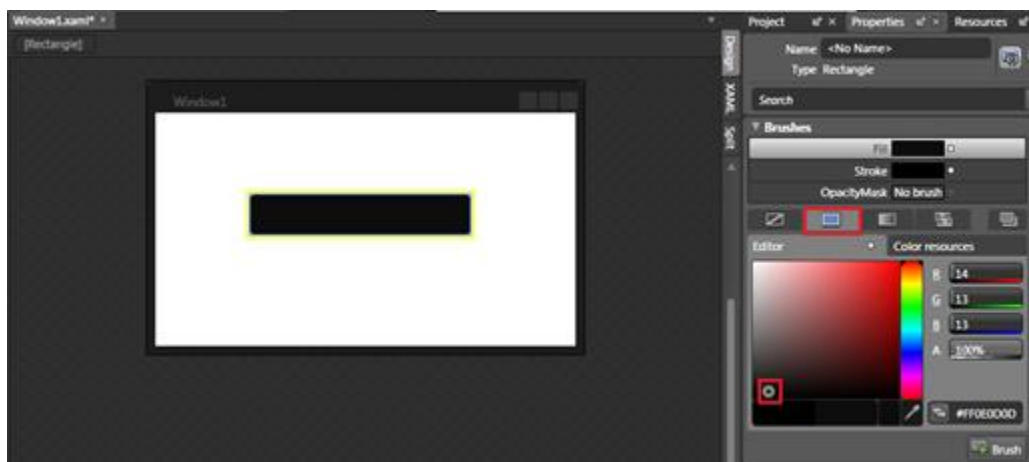 Window1.xaml* ×
Project × Properties × Resources
[Rectangle]
Name <No Name>
Type Rectangle
Design
XAML
Split
Search
Window1
Brushes
Fill
Stroke
OpacityMask No brush
Editor Color resources
R 14
G 13
B 13
A 100%
#FF0E0D0D
Brush